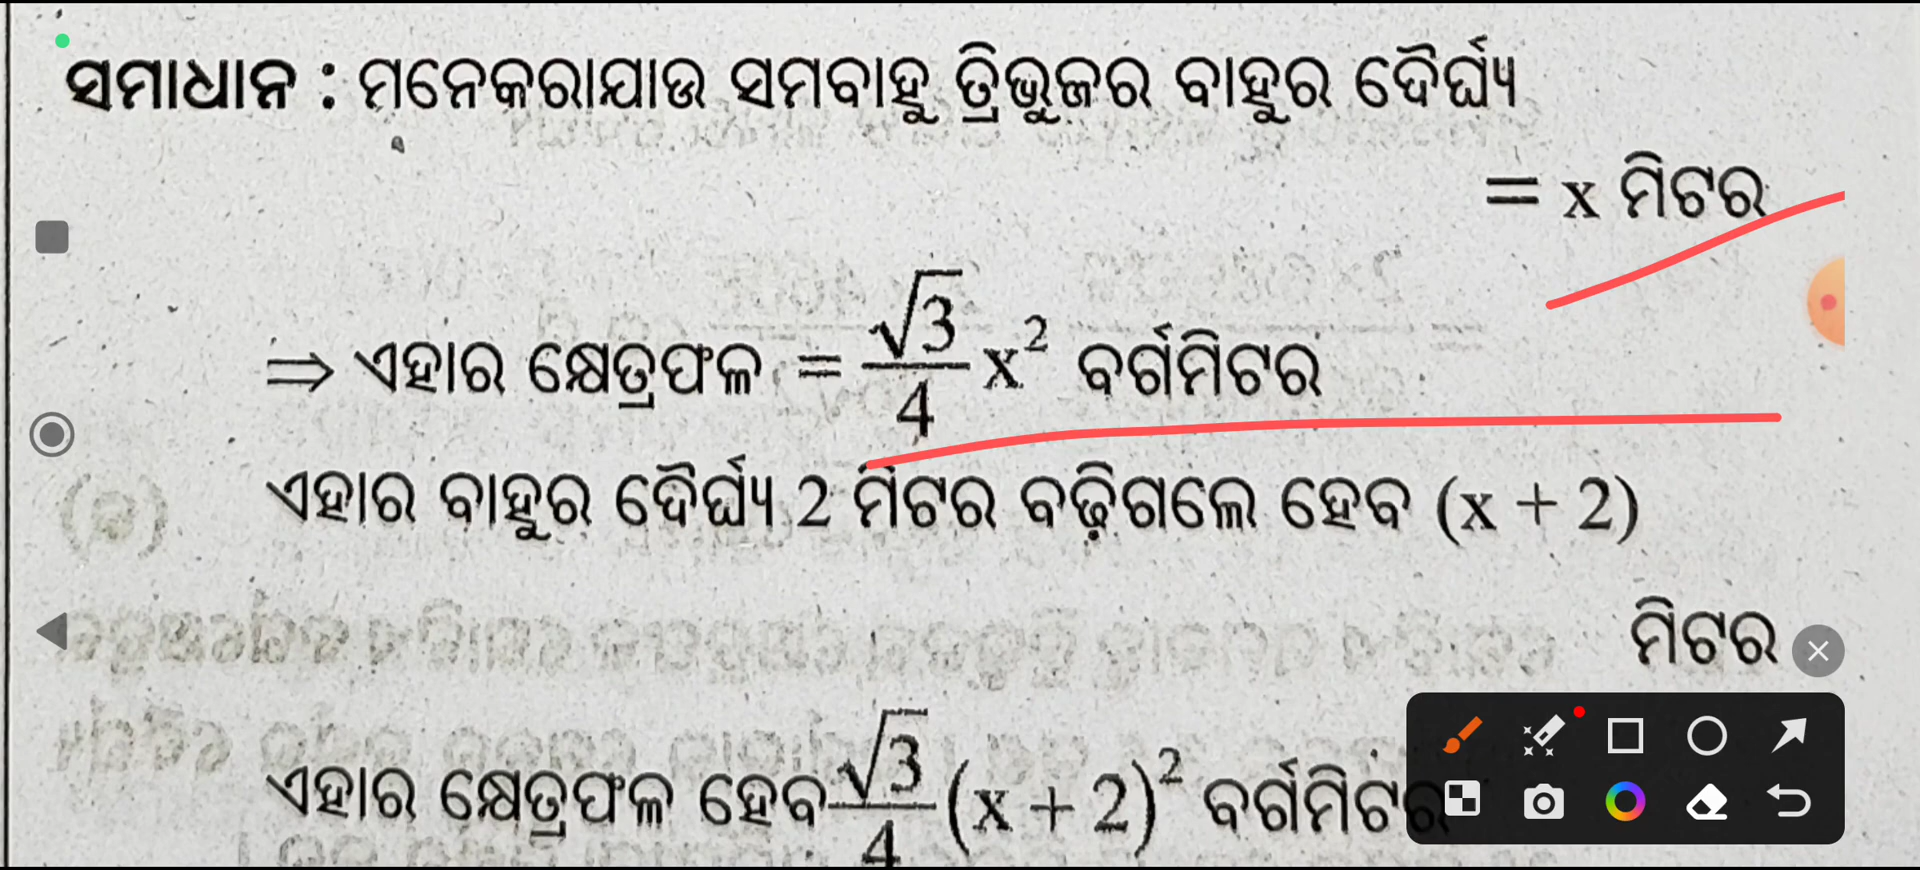 ସମାଧାନ : ମନେକରାଯାଉ ସମବାହୁ ତ୍ରିଭୁଜର ବାହୁର ଦୈର୍ଘ୍ୟ
= x ମିଟର
⇒ ଏହାର କ୍ଷେତ୍ରଫଳ = √3/4 x² ବର୍ଗମିଟର
ଏହାର ବାହୁର ଦୈର୍ଘ୍ୟ 2 ମିଟର ବଢ଼ିଗଲେ ହେବ (x + 2)
ମିଟର
ଏହାର କ୍ଷେତ୍ରଫଳ ହେବ √3/4 (x + 2)² ବର୍ଗମିଟର